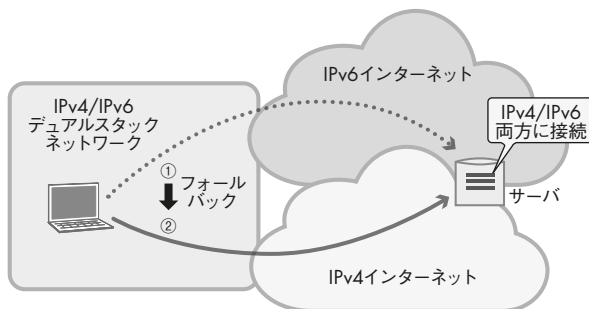 IPv6インターネット
IPv4/IPv6
デュアルスタック
ネットワーク
IPv4/IPv6
両方に接続
①
フォール
バック
②
サーバ
IPv4インターネット